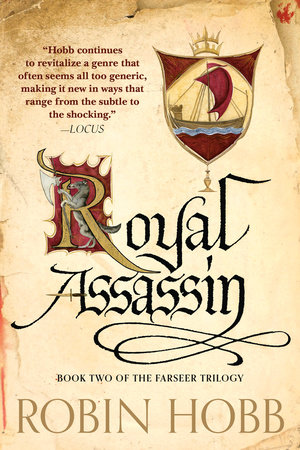 “Hobb continues
to revitalize a genre that
often seems all too generic,
making it new in ways that
range from the subtle to
the shocking.”
—LOCUS
Royal
Assassin
BOOK TWO OF THE FARSEER TRILOGY
ROBIN HOBB